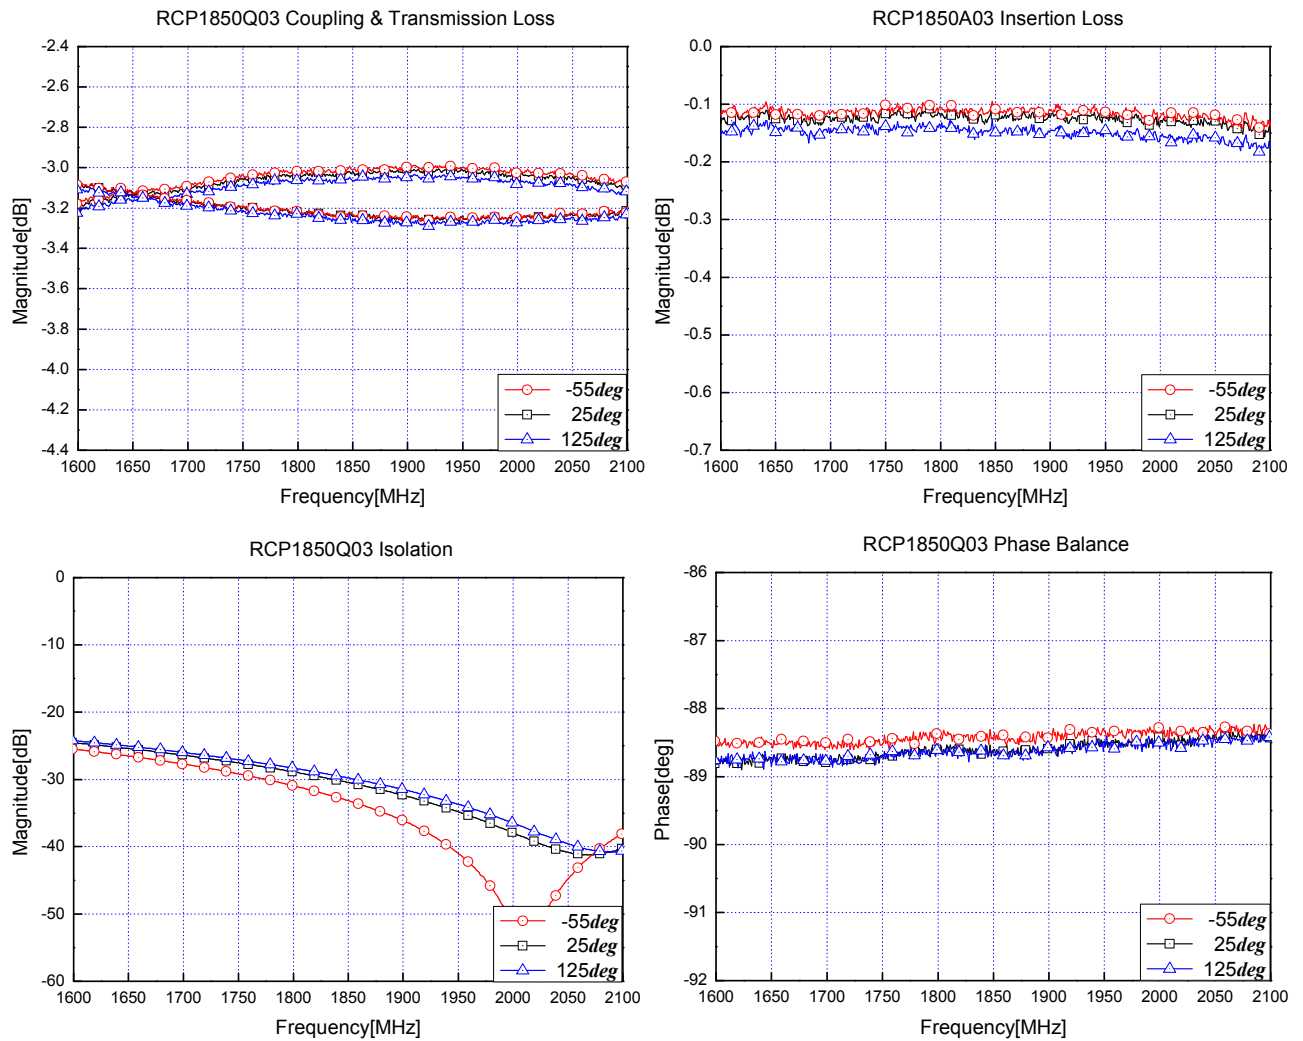 RCP1850Q03 Coupling & Transmission Loss
-2.4
-2.6
-2.8
-3.0
-3.2
-3.4
-3.6
-3.8
-4.0
-4.2
-4.4
Magnitude[dB]
-55deg
25deg
125deg
1600 1650 1700 1750 1800 1850 1900 1950 2000 2050 2100
Frequency[MHz]
RCP1850A03 Insertion Loss
0.0
-0.1
-0.2
-0.3
-0.4
-0.5
-0.6
-0.7
Magnitude[dB]
-55deg
25deg
125deg
1600 1650 1700 1750 1800 1850 1900 1950 2000 2050 2100
Frequency[MHz]
RCP1850Q03 Isolation
0
-10
-20
-30
-40
-50
-60
Magnitude[dB]
-55deg
25deg
125deg
1600 1650 1700 1750 1800 1850 1900 1950 2000 2050 2100
Frequency[MHz]
RCP1850Q03 Phase Balance
-86
-87
-88
-89
-90
-91
-92
Phase[deg]
-55deg
25deg
125deg
1600 1650 1700 1750 1800 1850 1900 1950 2000 2050 2100
Frequency[MHz]